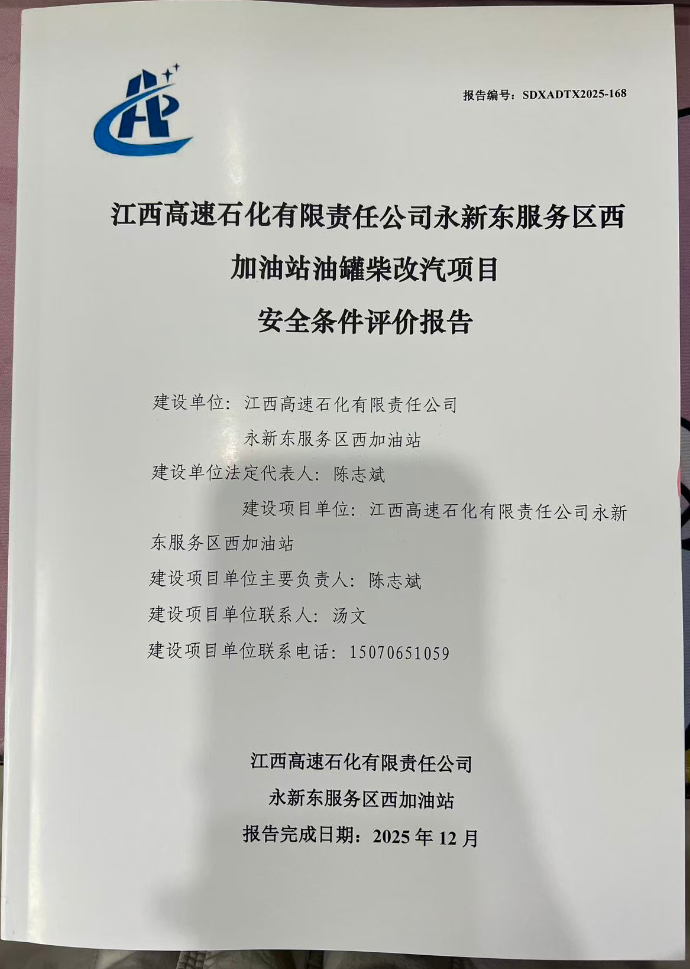 报告编号：SDXADTX2025-168
江西高速石化有限责任公司永新东服务区西
加油站油罐柴改汽项目
安全条件评价报告
建设单位：江西高速石化有限责任公司
永新东服务区西加油站
建设单位法定代表人：陈志斌
建设项目单位：江西高速石化有限责任公司永新
东服务区西加油站
建设项目单位主要负责人：陈志斌
建设项目单位联系人：汤文
建设项目单位联系电话：15070651059
江西高速石化有限责任公司
永新东服务区西加油站
报告完成日期：2025 年 12 月